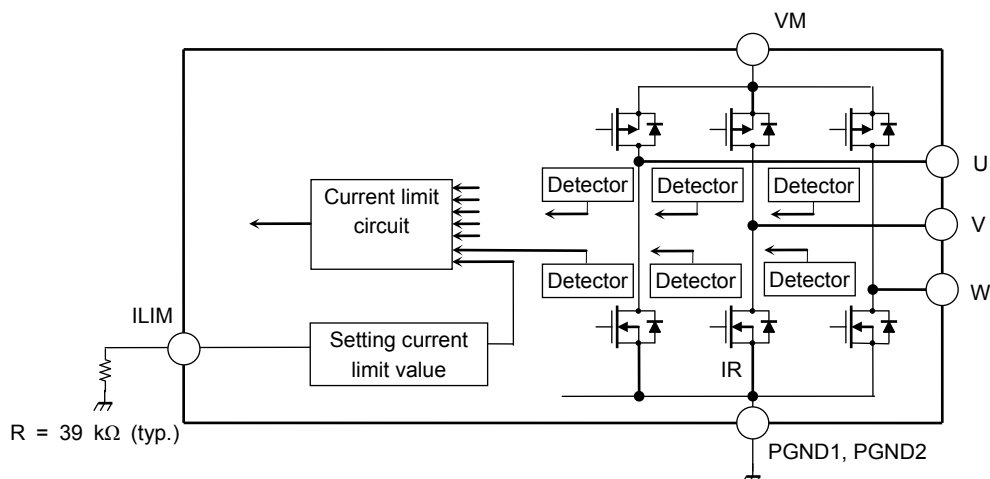 VM
U
Detector
Detector
Detector
Current limit
circuit
V
Detector
Detector
Detector
W
ILIM
Setting current
limit value
IR
R = 39 kΩ (typ.)
PGND1, PGND2